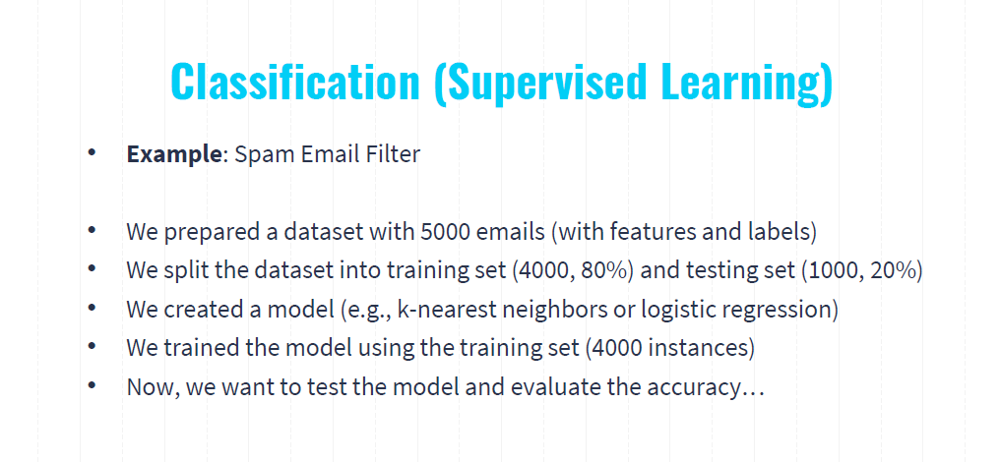 Classification (Supervised Learning)
• Example: Spam Email Filter
• We prepared a dataset with 5000 emails (with features and labels)
• We split the dataset into training set (4000, 80%) and testing set (1000, 20%)
• We created a model (e.g., k-nearest neighbors or logistic regression)
• We trained the model using the training set (4000 instances)
• Now, we want to test the model and evaluate the accuracy…